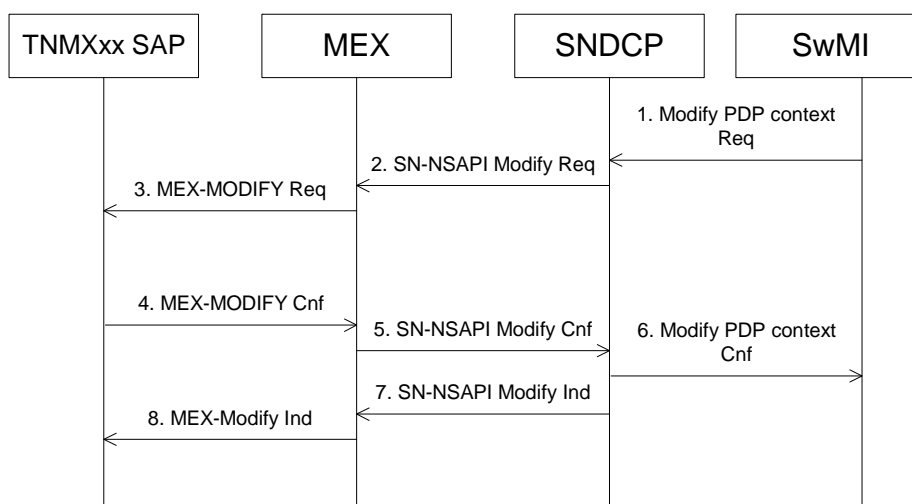 TNMXxx SAP
MEX
SNDCP
SwMI
1. Modify PDP context
Req
2. SN-NSAPI Modify Req
3. MEX-MODIFY Req
4. MEX-MODIFY Cnf
5. SN-NSAPI Modify Cnf
6. Modify PDP context
Cnf
7. SN-NSAPI Modify Ind
8. MEX-Modify Ind